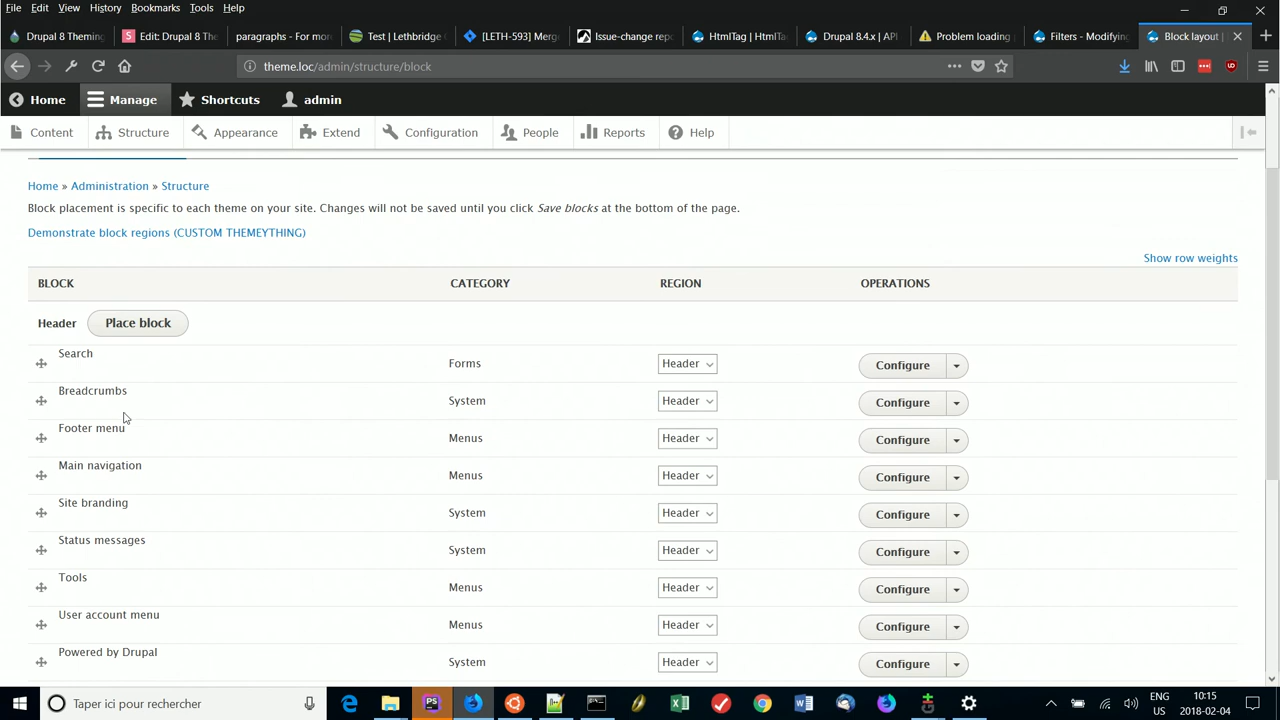 File Edit View History Bookmarks Tools Help
Drupal 8 Theming
Edit: Drupal 8 The
paragraphs - For mor
Test | Lethbridge
[LETH-593] Merge
Issue-change repo
HtmlTag | HtmlTa
Drupal 8.4.x | API
Problem loading
Filters - Modifying
Block layout |
theme.loc/admin/structure/block
Home Manage Shortcuts admin
Content Structure Appearance Extend Configuration People Reports Help
Home » Administration » Structure
Block placement is specific to each theme on your site. Changes will not be saved until you click Save blocks at the bottom of the page.
Demonstrate block regions (CUSTOM THEMEYTHING)
Show row weights
BLOCK CATEGORY REGION OPERATIONS
Header Place block
Search Forms Header Configure
Breadcrumbs System Header Configure
Footer menu Menus Header Configure
Main navigation Menus Header Configure
Site branding System Header Configure
Status messages System Header Configure
Tools Menus Header Configure
User account menu Menus Header Configure
Powered by Drupal System Header Configure
Taper ici pour rechercher
ENG 10:15
US 2018-02-04